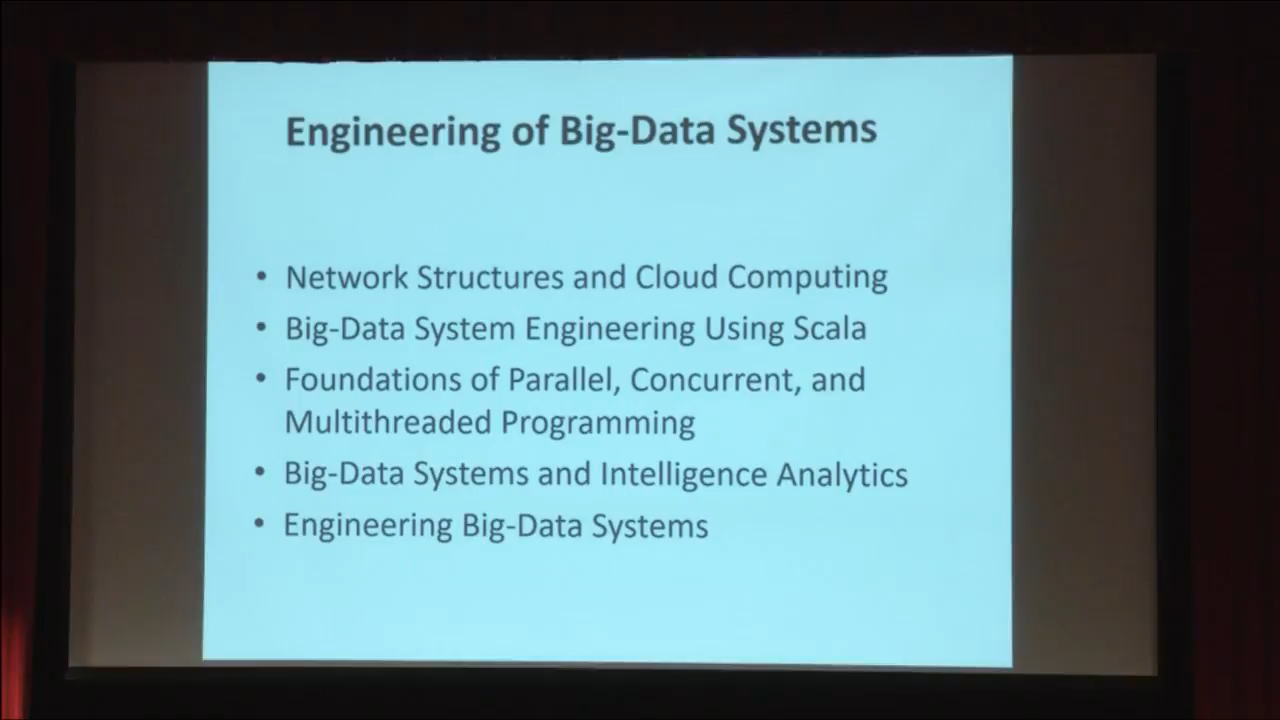 Engineering of Big-Data Systems
• Network Structures and Cloud Computing
• Big-Data System Engineering Using Scala
• Foundations of Parallel, Concurrent, and
Multithreaded Programming
• Big-Data Systems and Intelligence Analytics
• Engineering Big-Data Systems